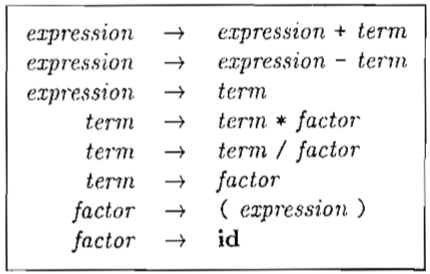 expression → expression + term
expression → expression - term
expression → term
term → term * factor
term → term / factor
term → factor
factor → ( expression )
factor → id